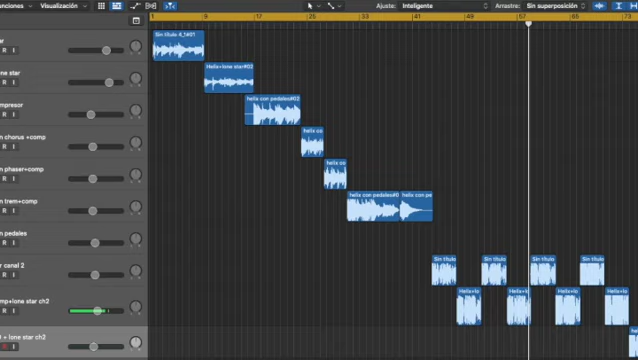 unciones Visualización Ajuste: Inteligente Arrastre: Sin superposición
1 9 17 25 33 41 57 65 73
Sin título 4_1#01
one star R I Helix+lone star#02
mpresor R I helix con pedales#02
n chorus +comp R I helix co
n phaser+comp R I helix co
n trem+comp R I helix con pedales#0 helix con pe
n pedales R I
r canal 2 R I Sin título Sin título Sin título Sin título
mp+lone star ch2 R I Helix+lo Helix+lo Helix+lo Helix+lo
+ lone star ch2 R I heli